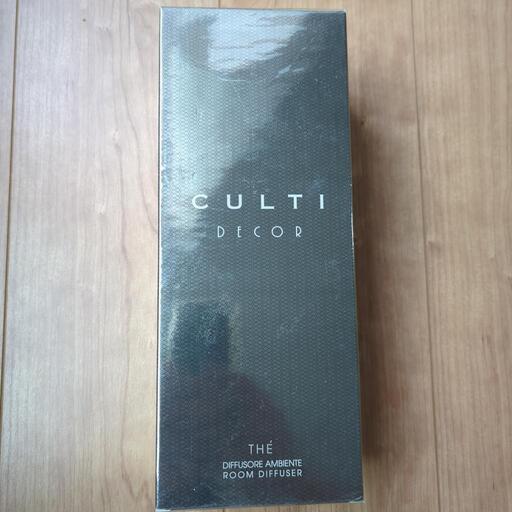 CULTI
DECOR
THÉ
DIFFUSORE AMBIENTE
ROOM DIFFUSER